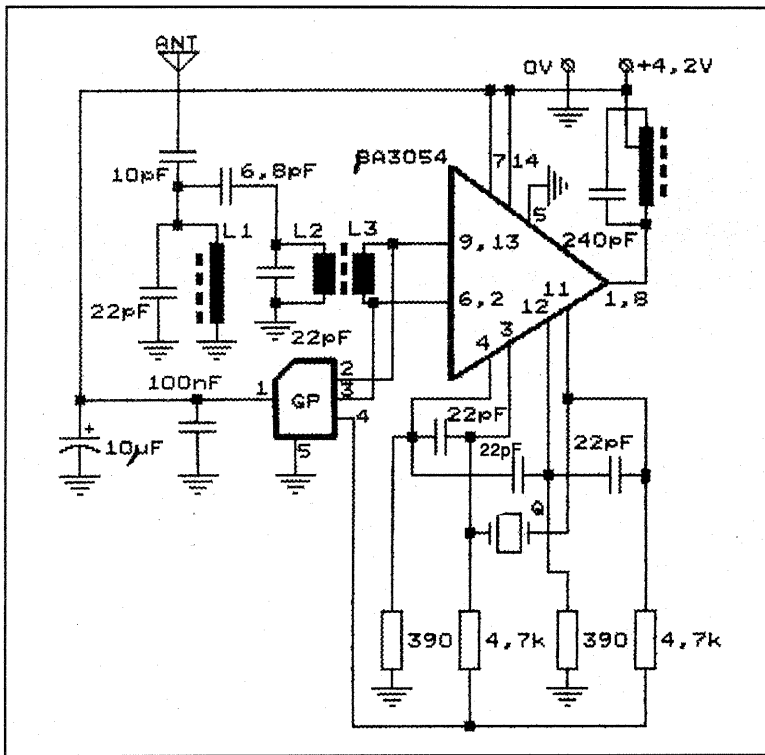 ANT
0V
+4,2V
10pF
6,8pF
BA3054
7
14
5
240pF
L1
L2
L3
9,13
6,2
1,8
12
11
4
3
22pF
22pF
100nF
1
2
3
4
GP
5
10µF
22pF
22pF
22pF
Q
390
4,7k
390
4,7k